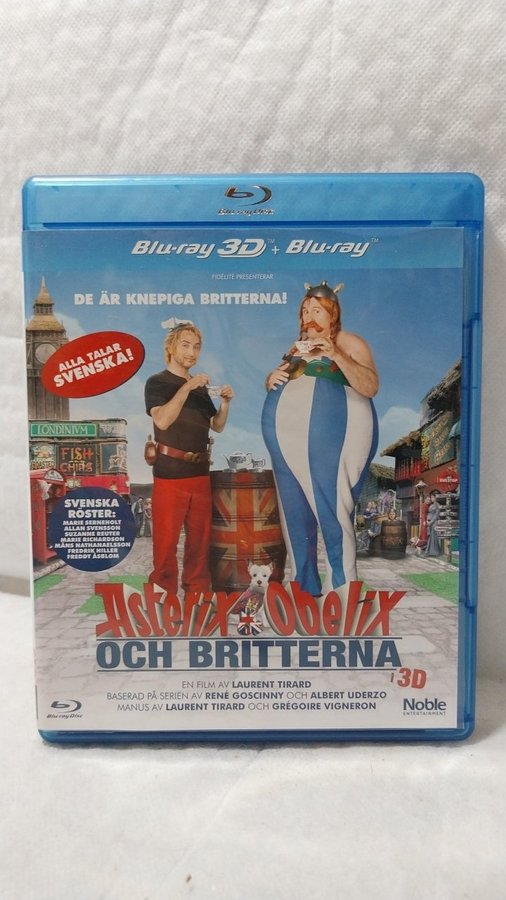 Blu-ray Disc
Blu-ray 3D™ + Blu-ray™
FIDÉLITÉ PRESENTERAR
DE ÄR KNEPIGA BRITTERNA!
ALLA TALAR
SVENSKA!
LONDINIVM
FISH
CHIPS
SVENSKA
RÖSTER:
MARIE SERNEHOLT
ALLAN SVENSSON
SUZANNE REUTER
MARIE RICHARDSON
MÅNS NATHANAELSSON
FREDRIK HILLER
FREDDY ÅSBLOM
Asterix Obelix
OCH BRITTERNA
i 3D
EN FILM AV LAURENT TIRARD
BASERAD PÅ SERIEN AV RENÉ GOSCINNY OCH ALBERT UDERZO
MANUS AV LAURENT TIRARD OCH GRÉGOIRE VIGNERON
Blu-ray Disc
Noble
ENTERTAINMENT